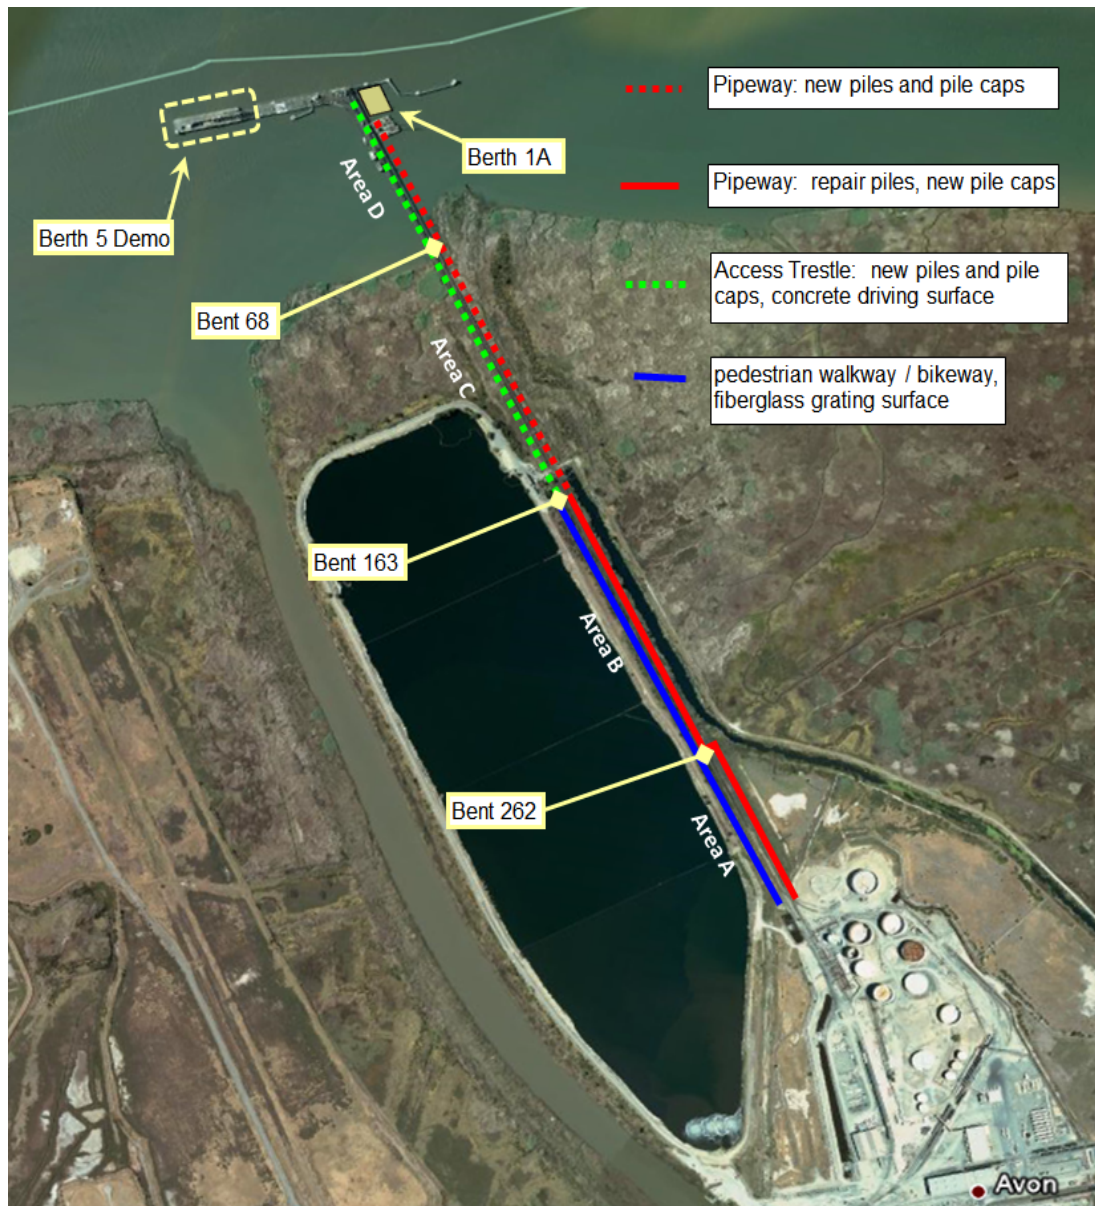 Pipeway: new piles and pile caps
Berth 1A
Pipeway: repair piles, new pile caps
Area D
Berth 5 Demo
Access Trestle: new piles and pile
caps, concrete driving surface
Bent 68
Area C
pedestrian walkway / bikeway,
fiberglass grating surface
Bent 163
Area B
Bent 262
Area A
Avon